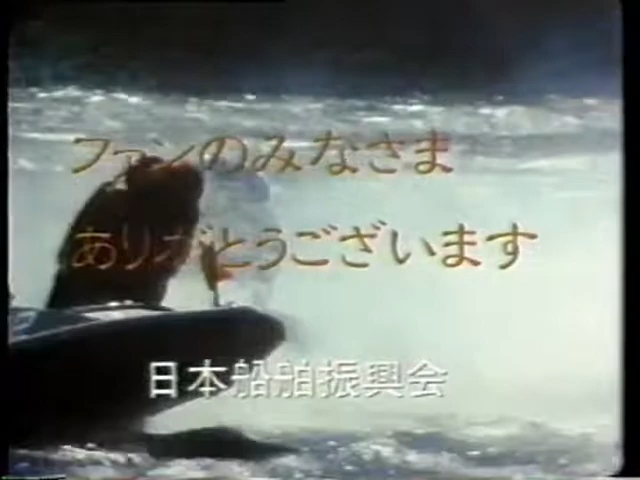 ファンのみなさま
ありがとうございます
日本船舶振興会